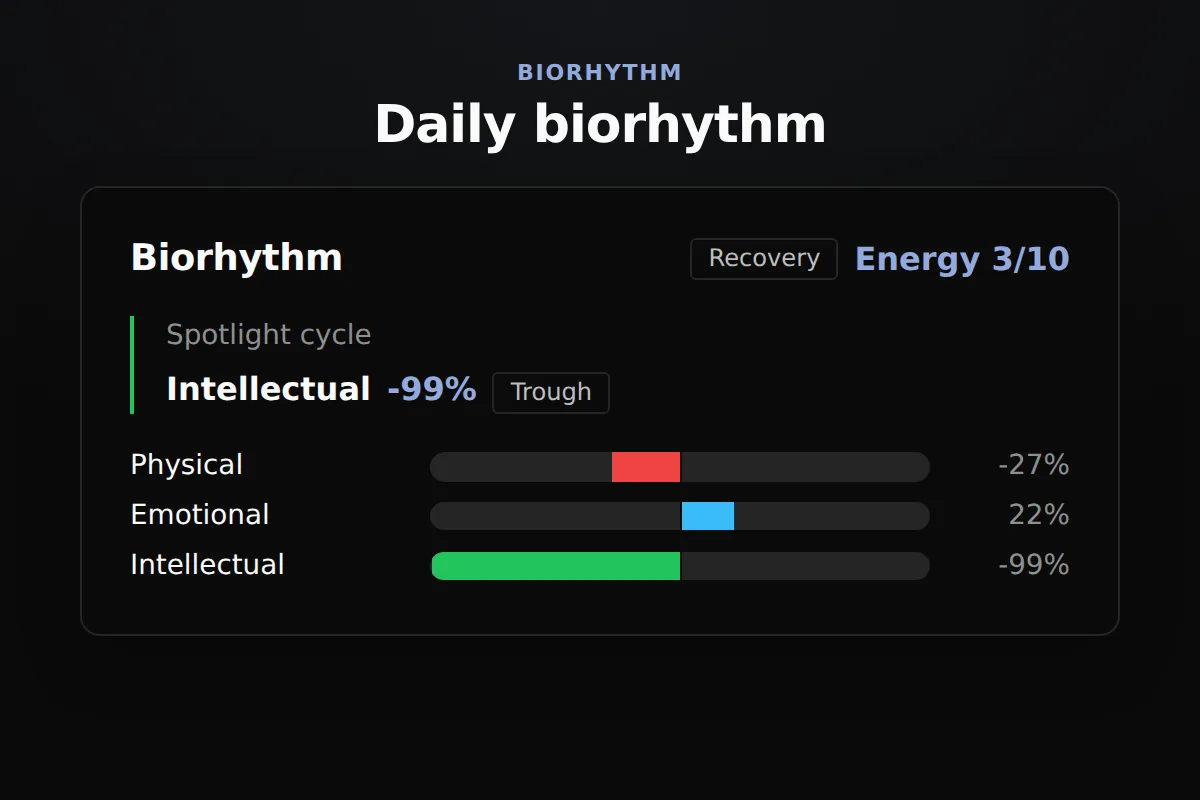 BIORHYTHM
Daily biorhythm
Biorhythm Recovery Energy 3/10
Spotlight cycle
Intellectual -99% Trough
Physical -27%
Emotional 22%
Intellectual -99%